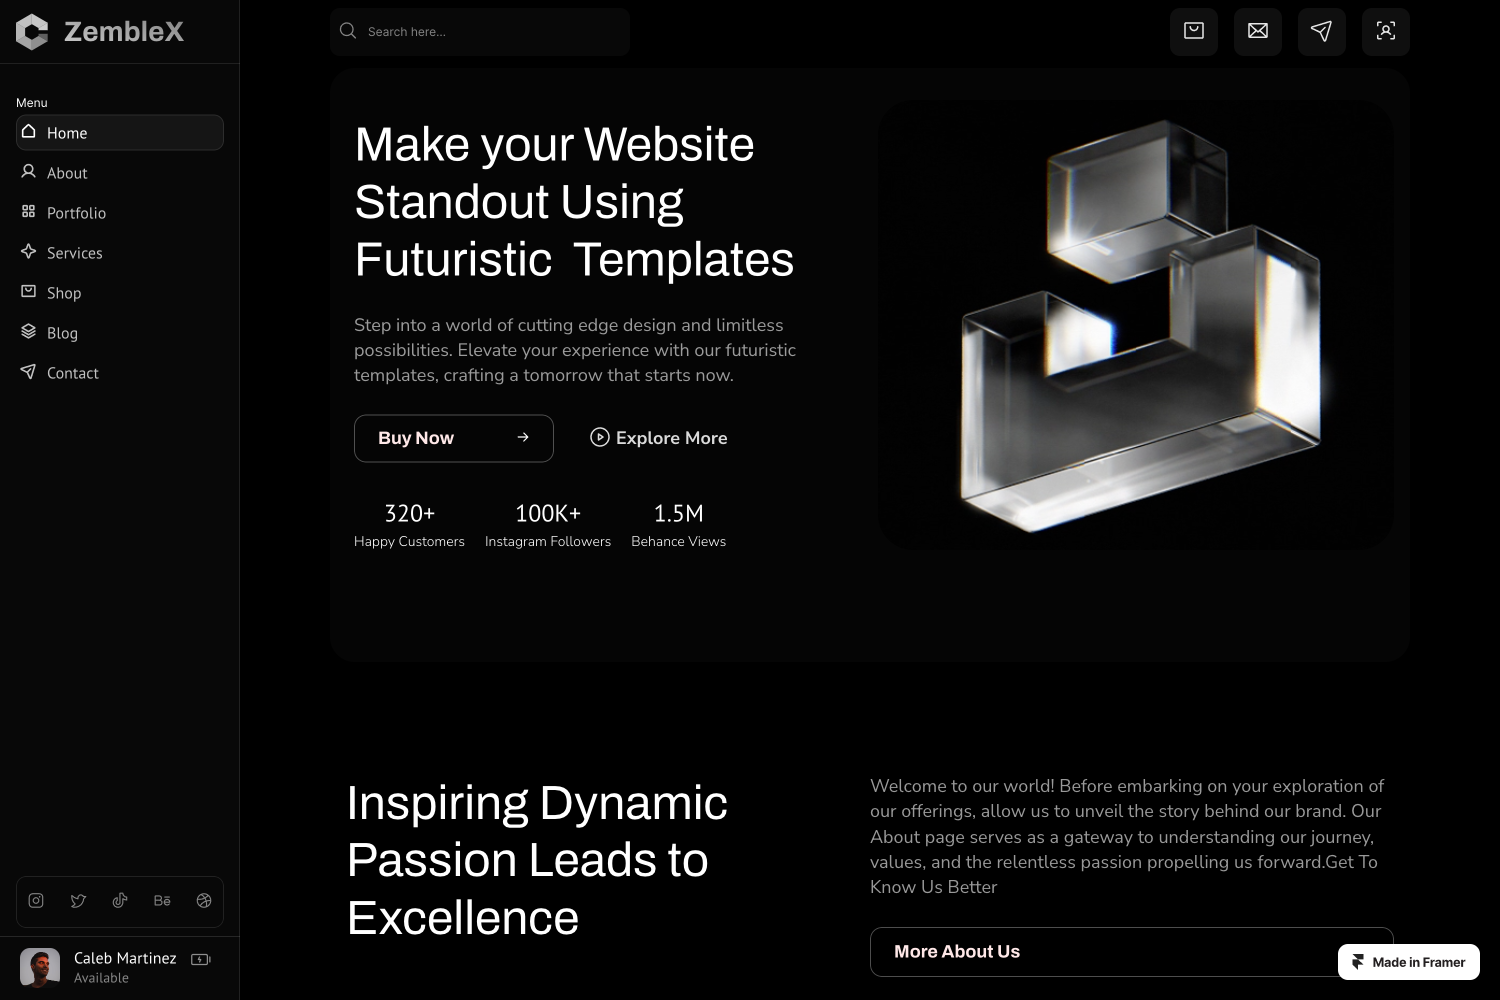 ZembleX
Search here...
Menu
Home
About
Portfolio
Services
Shop
Blog
Contact
Make your Website
Standout Using
Futuristic  Templates
Step into a world of cutting edge design and limitless
possibilities. Elevate your experience with our futuristic
templates, crafting a tomorrow that starts now.
Buy Now
Explore More
320+
Happy Customers
100K+
Instagram Followers
1.5M
Behance Views
Inspiring Dynamic
Passion Leads to
Excellence
Welcome to our world! Before embarking on your exploration of
our offerings, allow us to unveil the story behind our brand. Our
About page serves as a gateway to understanding our journey,
values, and the relentless passion propelling us forward.Get To
Know Us Better
More About Us
Caleb Martinez
Available
Made in Framer